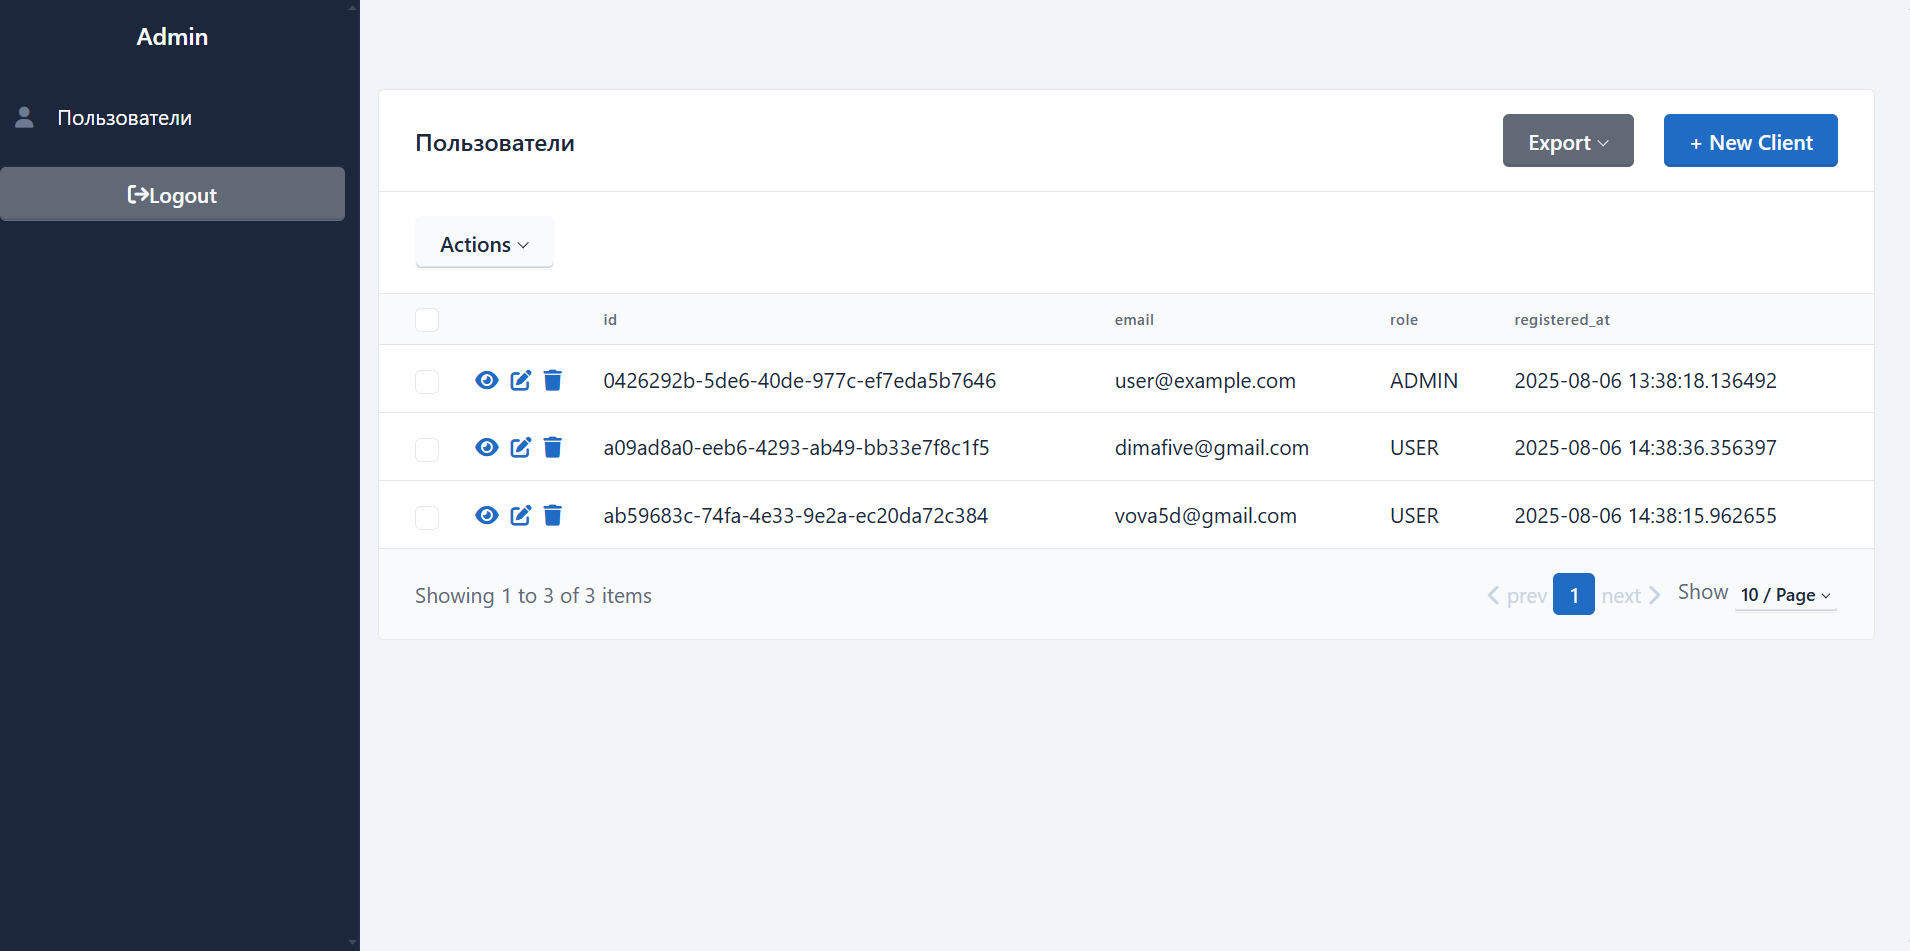 Admin
Пользователи
Logout
Пользователи
Export
+ New Client
Actions
id email role registered_at
0426292b-5de6-40de-977c-ef7eda5b7646 user@example.com ADMIN 2025-08-06 13:38:18.136492
a09ad8a0-eeb6-4293-ab49-bb33e7f8c1f5 dimafive@gmail.com USER 2025-08-06 14:38:36.356397
ab59683c-74fa-4e33-9e2a-ec20da72c384 vova5d@gmail.com USER 2025-08-06 14:38:15.962655
Showing 1 to 3 of 3 items
prev 1 next Show 10 / Page